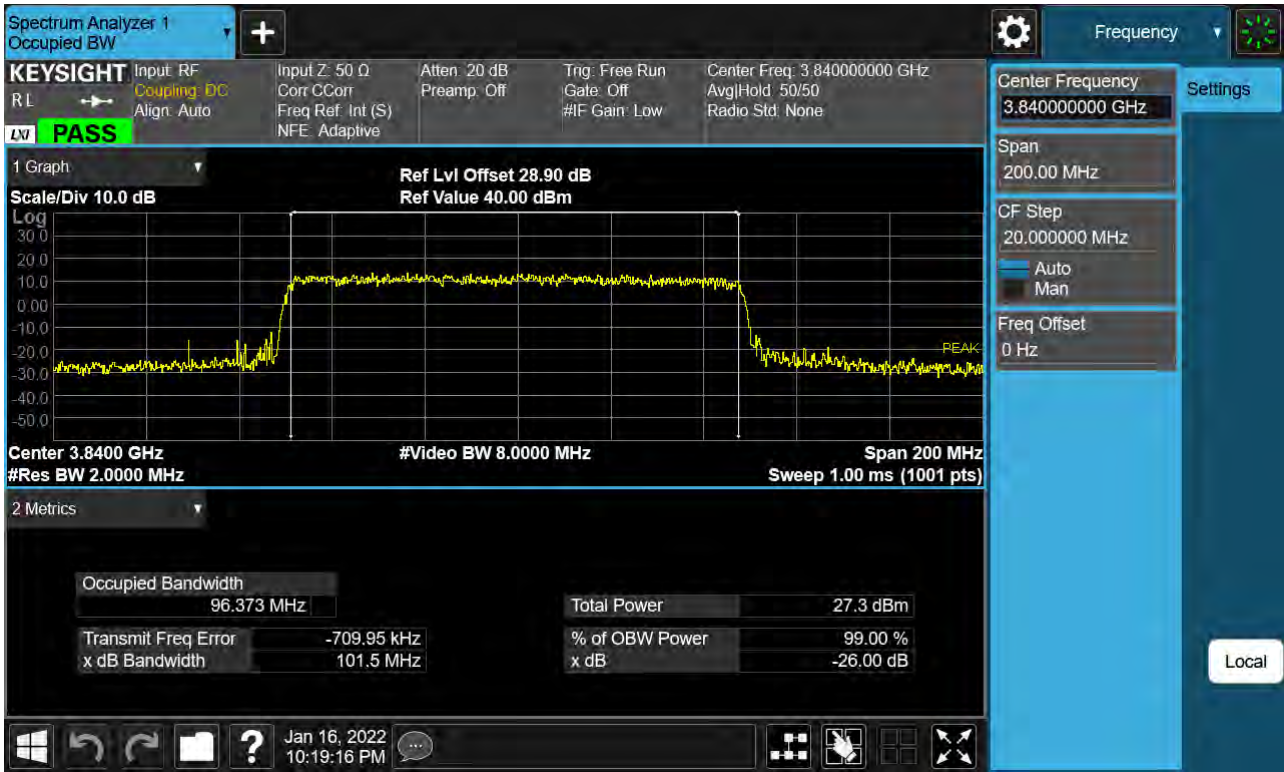 Spectrum Analyzer 1
Occupied BW
+
Frequency
KEYSIGHT
RL
LXI PASS
Input: RF
Coupling: DC
Align: Auto
Input Z: 50 Ω
Corr CCorr
Freq Ref: Int (S)
NFE: Adaptive
Atten: 20 dB
Preamp: Off
Trig: Free Run
Gate: Off
#IF Gain: Low
Center Freq: 3.840000000 GHz
Avg|Hold: 50/50
Radio Std: None
Center Frequency
3.840000000 GHz
Settings
Span
200.00 MHz
CF Step
20.000000 MHz
Auto
Man
Freq Offset
0 Hz
1 Graph
Ref Lvl Offset 28.90 dB
Scale/Div 10.0 dB
Ref Value 40.00 dBm
Log
30.0
20.0
10.0
0.00
-10.0
-20.0
PEAK
-30.0
-40.0
-50.0
Center 3.8400 GHz
#Video BW 8.0000 MHz
Span 200 MHz
#Res BW 2.0000 MHz
Sweep 1.00 ms (1001 pts)
2 Metrics
Occupied Bandwidth
96.373 MHz
Total Power 27.3 dBm
Transmit Freq Error -709.95 kHz
% of OBW Power 99.00 %
x dB Bandwidth 101.5 MHz
x dB -26.00 dB
Local
?
Jan 16, 2022
10:19:16 PM